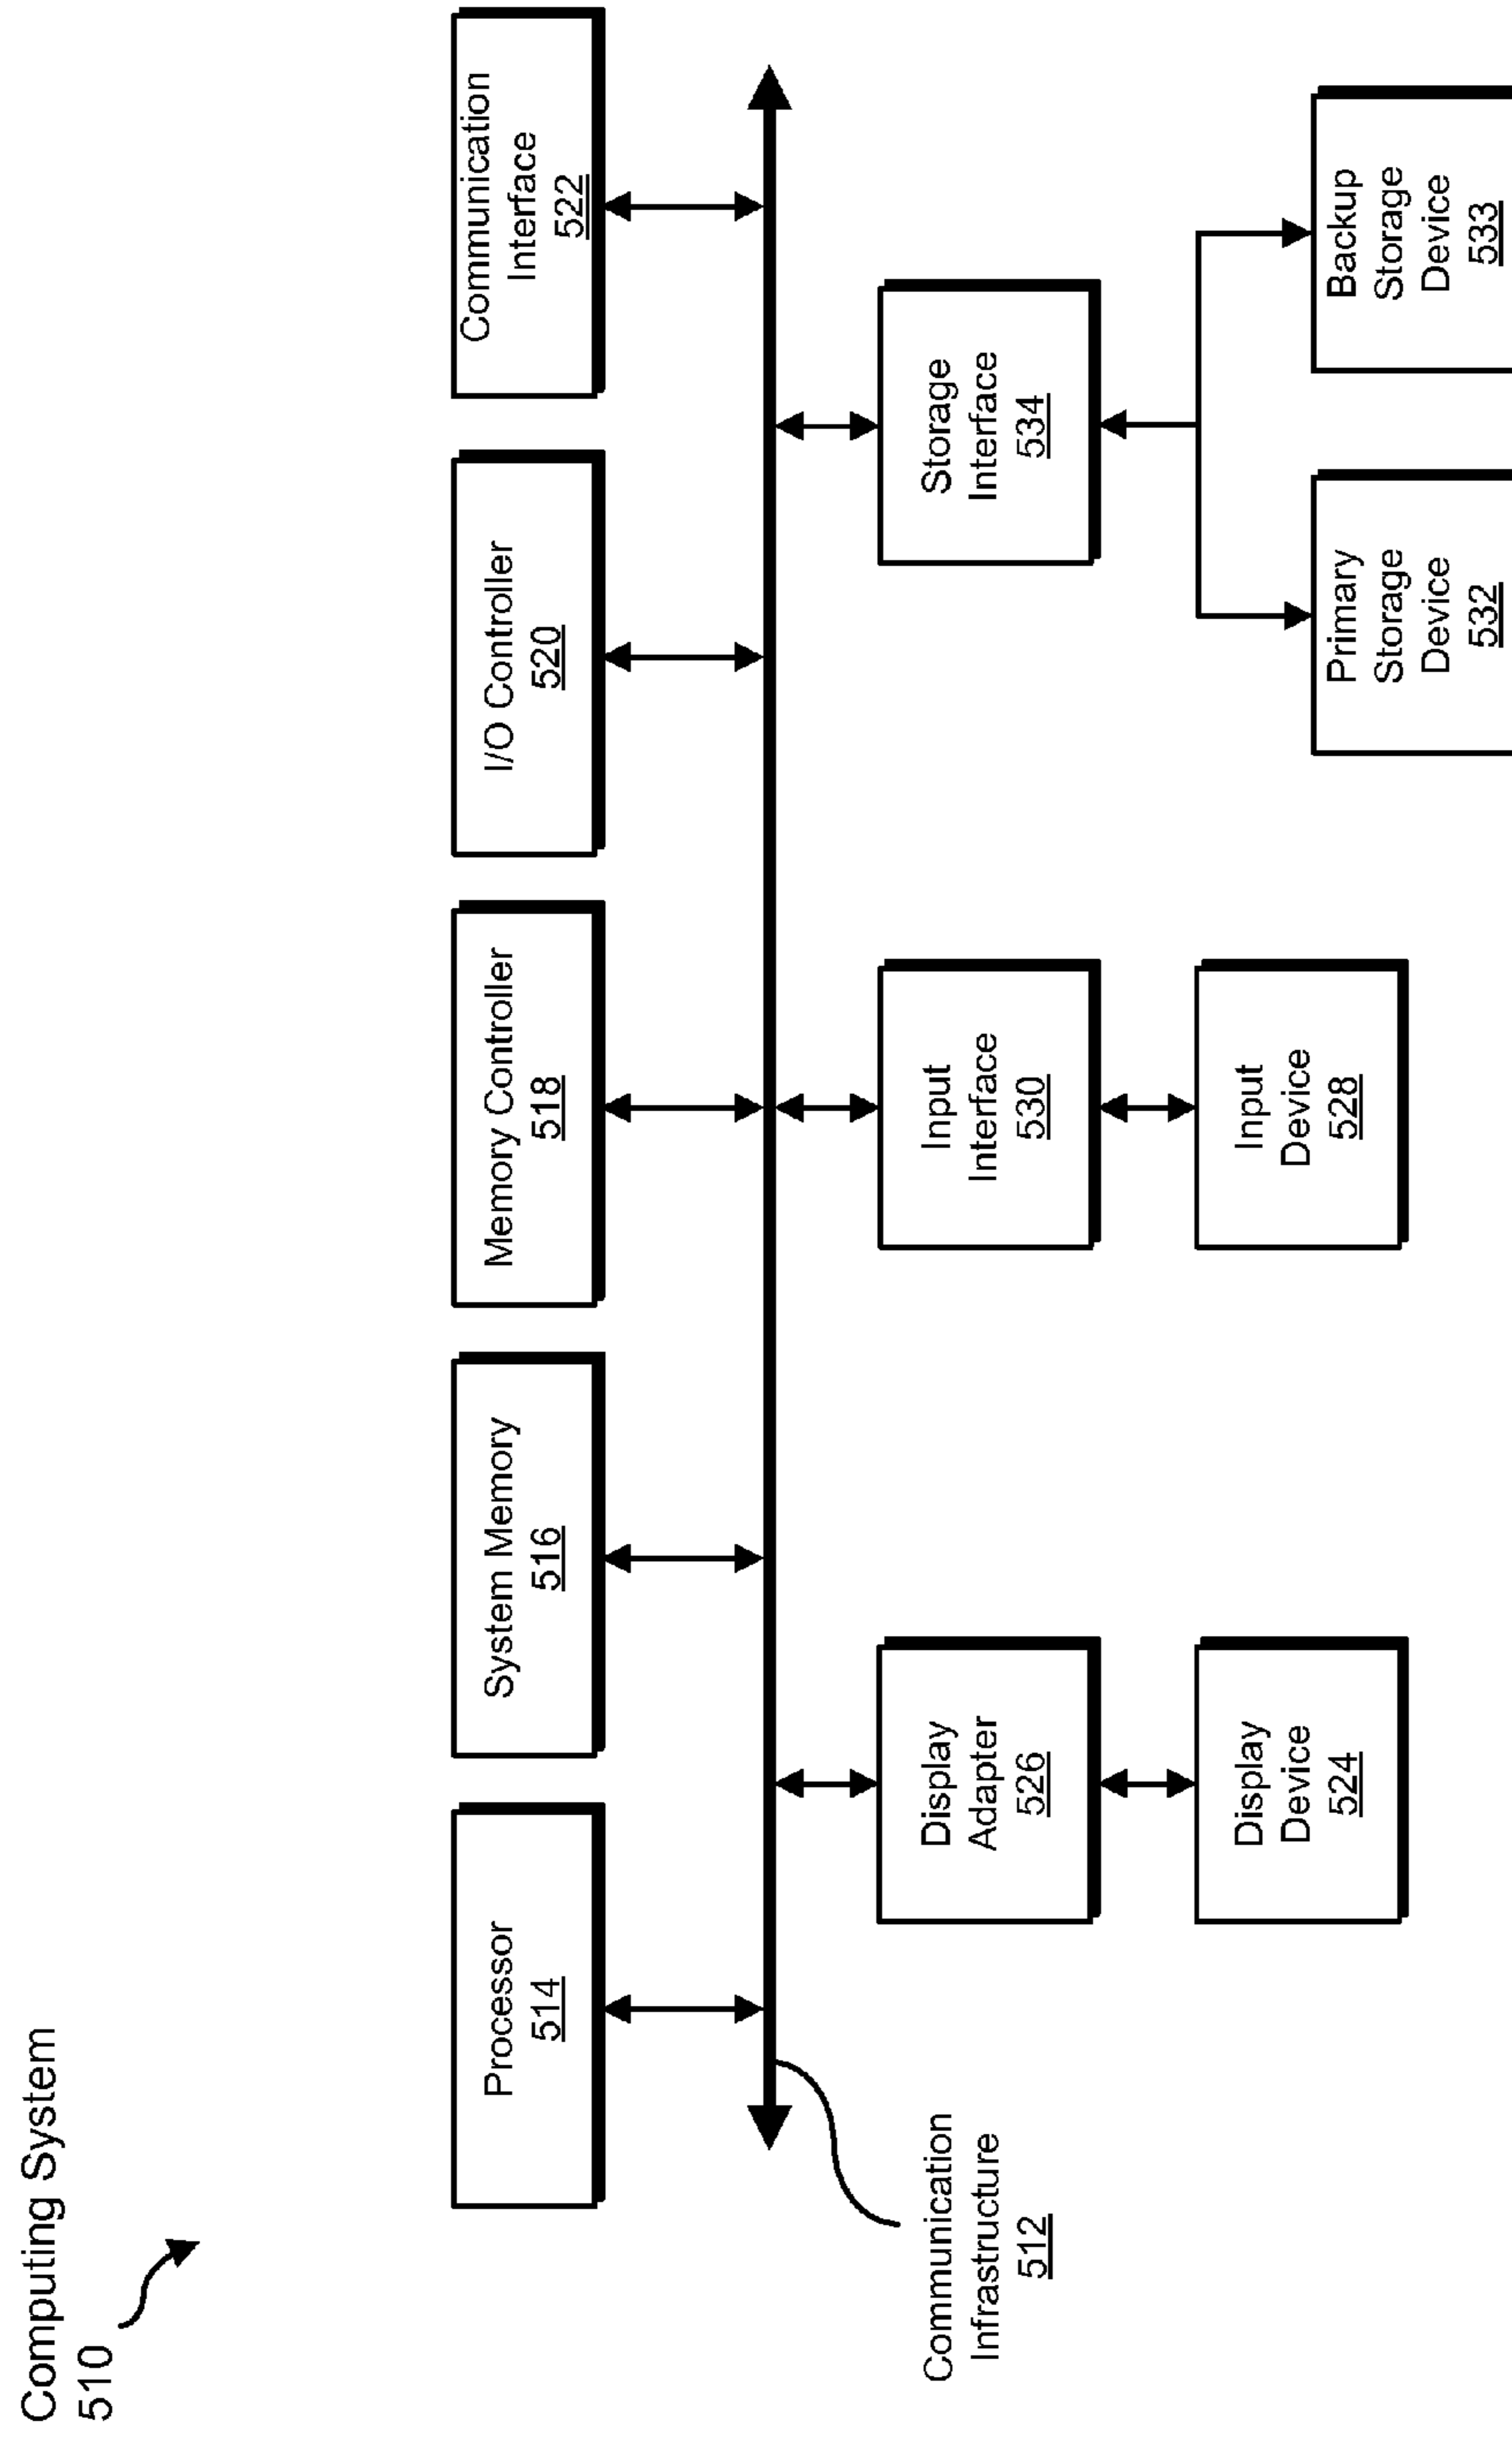 Computing System
510
Processor
514
System Memory
516
Memory Controller
518
I/O Controller
520
Communication
Interface
522
Communication
Infrastructure
512
Display
Adapter
526
Input
Interface
530
Storage
Interface
534
Display
Device
524
Input
Device
528
Primary
Storage
Device
532
Backup
Storage
Device
533